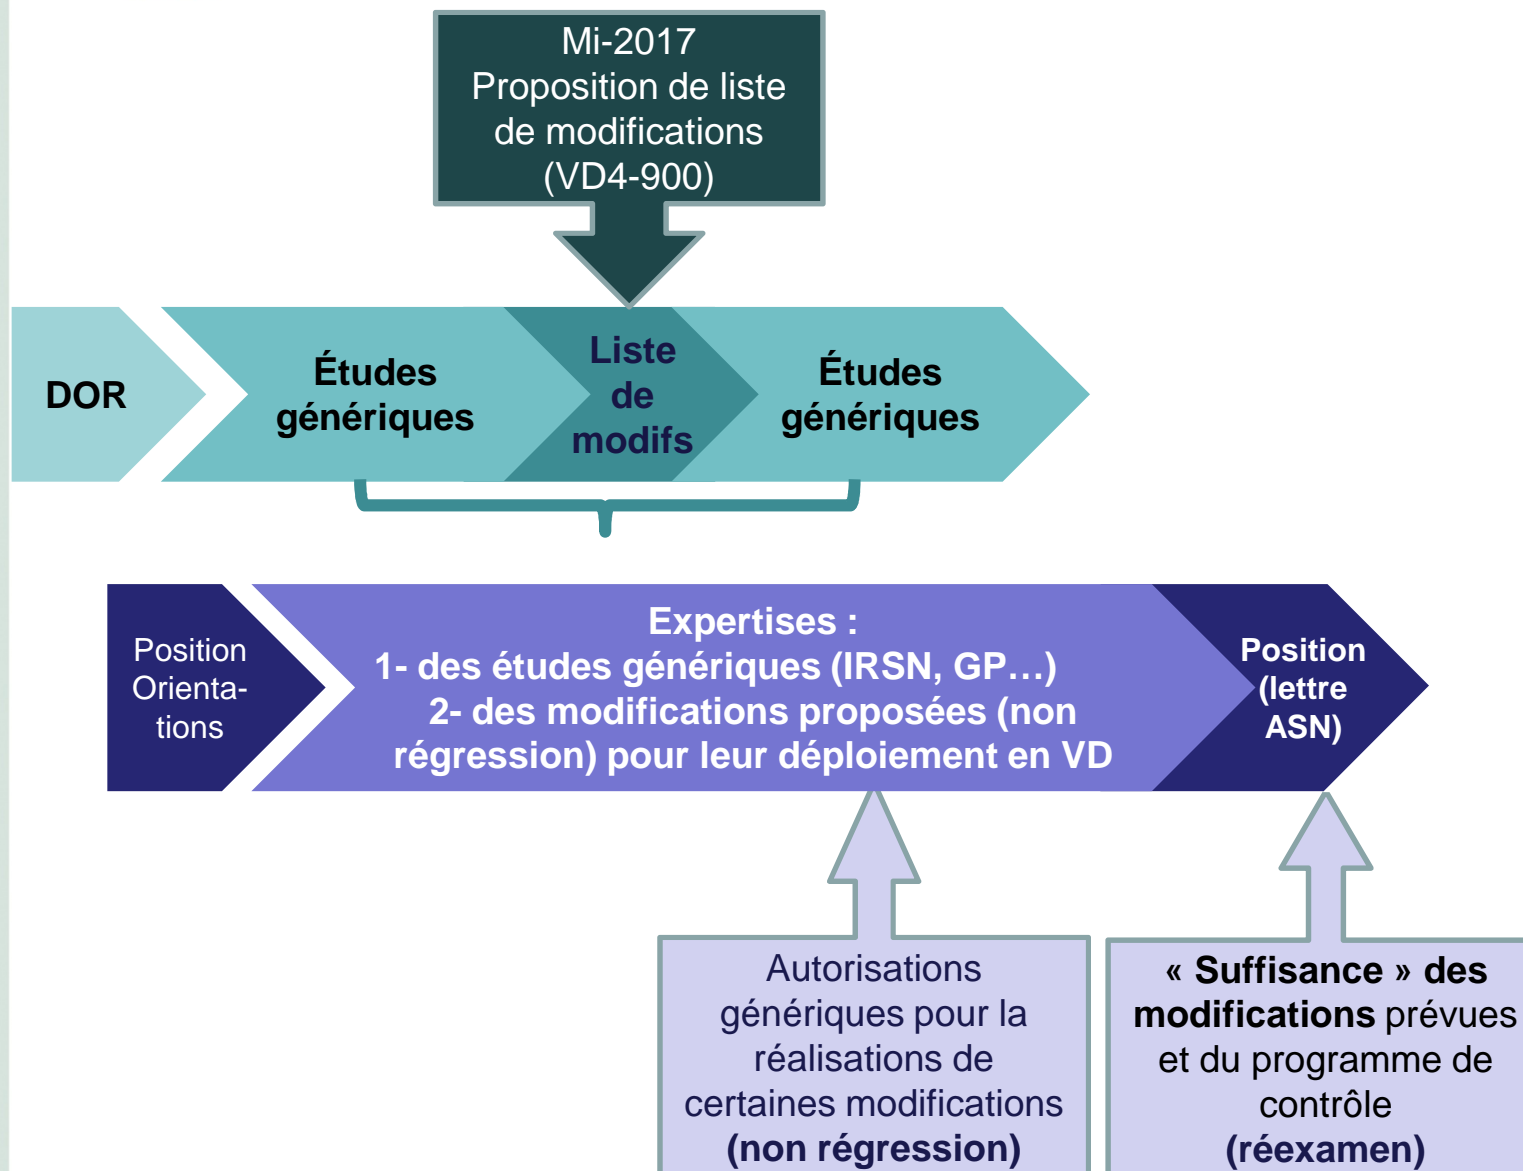 Mi-2017
Proposition de liste
de modifications
(VD4-900)
DOR
Études
génériques
Liste
de
modifs
Études
génériques
Position
Orienta-
tions
Expertises :
1- des études génériques (IRSN, GP…)
2- des modifications proposées (non
régression) pour leur déploiement en VD
Position
(lettre
ASN)
Autorisations
génériques pour la
réalisations de
certaines modifications
(non régression)
« Suffisance » des
modifications prévues
et du programme de
contrôle
(réexamen)